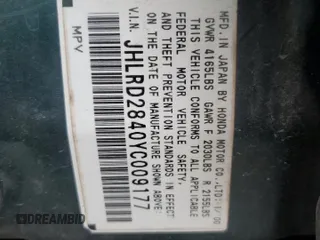 MFD. IN JAPAN BY HONDA MOTOR CO.,LTD.
GVWR 4165LBS GAWR F 2030LBS R 2155LBS
THIS VEHICLE CONFORMS TO ALL APPLICABLE
FEDERAL MOTOR VEHICLE SAFETY
AND THEFT PREVENTION STANDARDS IN EFFECT
ON THE DATE OF MANUFACTURE SHOWN ABOVE.
V.I.N. JHLRD2840YC009177
MPV
DREAMBID